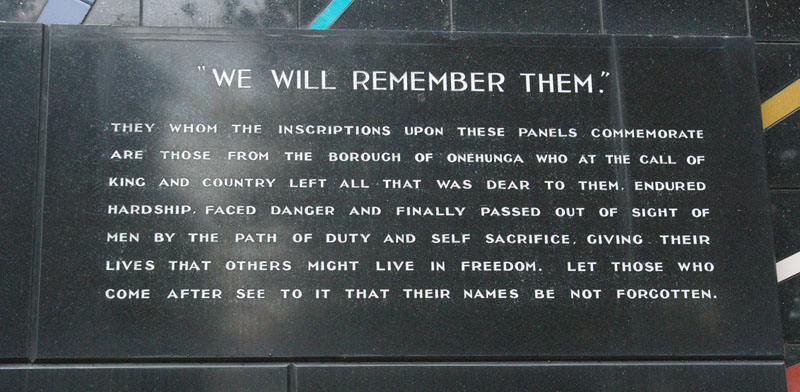 "WE WILL REMEMBER THEM."
THEY WHOM THE INSCRIPTIONS UPON THESE PANELS COMMEMORATE
ARE THOSE FROM THE BOROUGH OF ONEHUNGA WHO AT THE CALL OF
KING AND COUNTRY LEFT ALL THAT WAS DEAR TO THEM, ENDURED
HARDSHIP, FACED DANGER AND FINALLY PASSED OUT OF SIGHT OF
MEN BY THE PATH OF DUTY AND SELF SACRIFICE, GIVING THEIR
LIVES THAT OTHERS MIGHT LIVE IN FREEDOM. LET THOSE WHO
COME AFTER SEE TO IT THAT THEIR NAMES BE NOT FORGOTTEN.